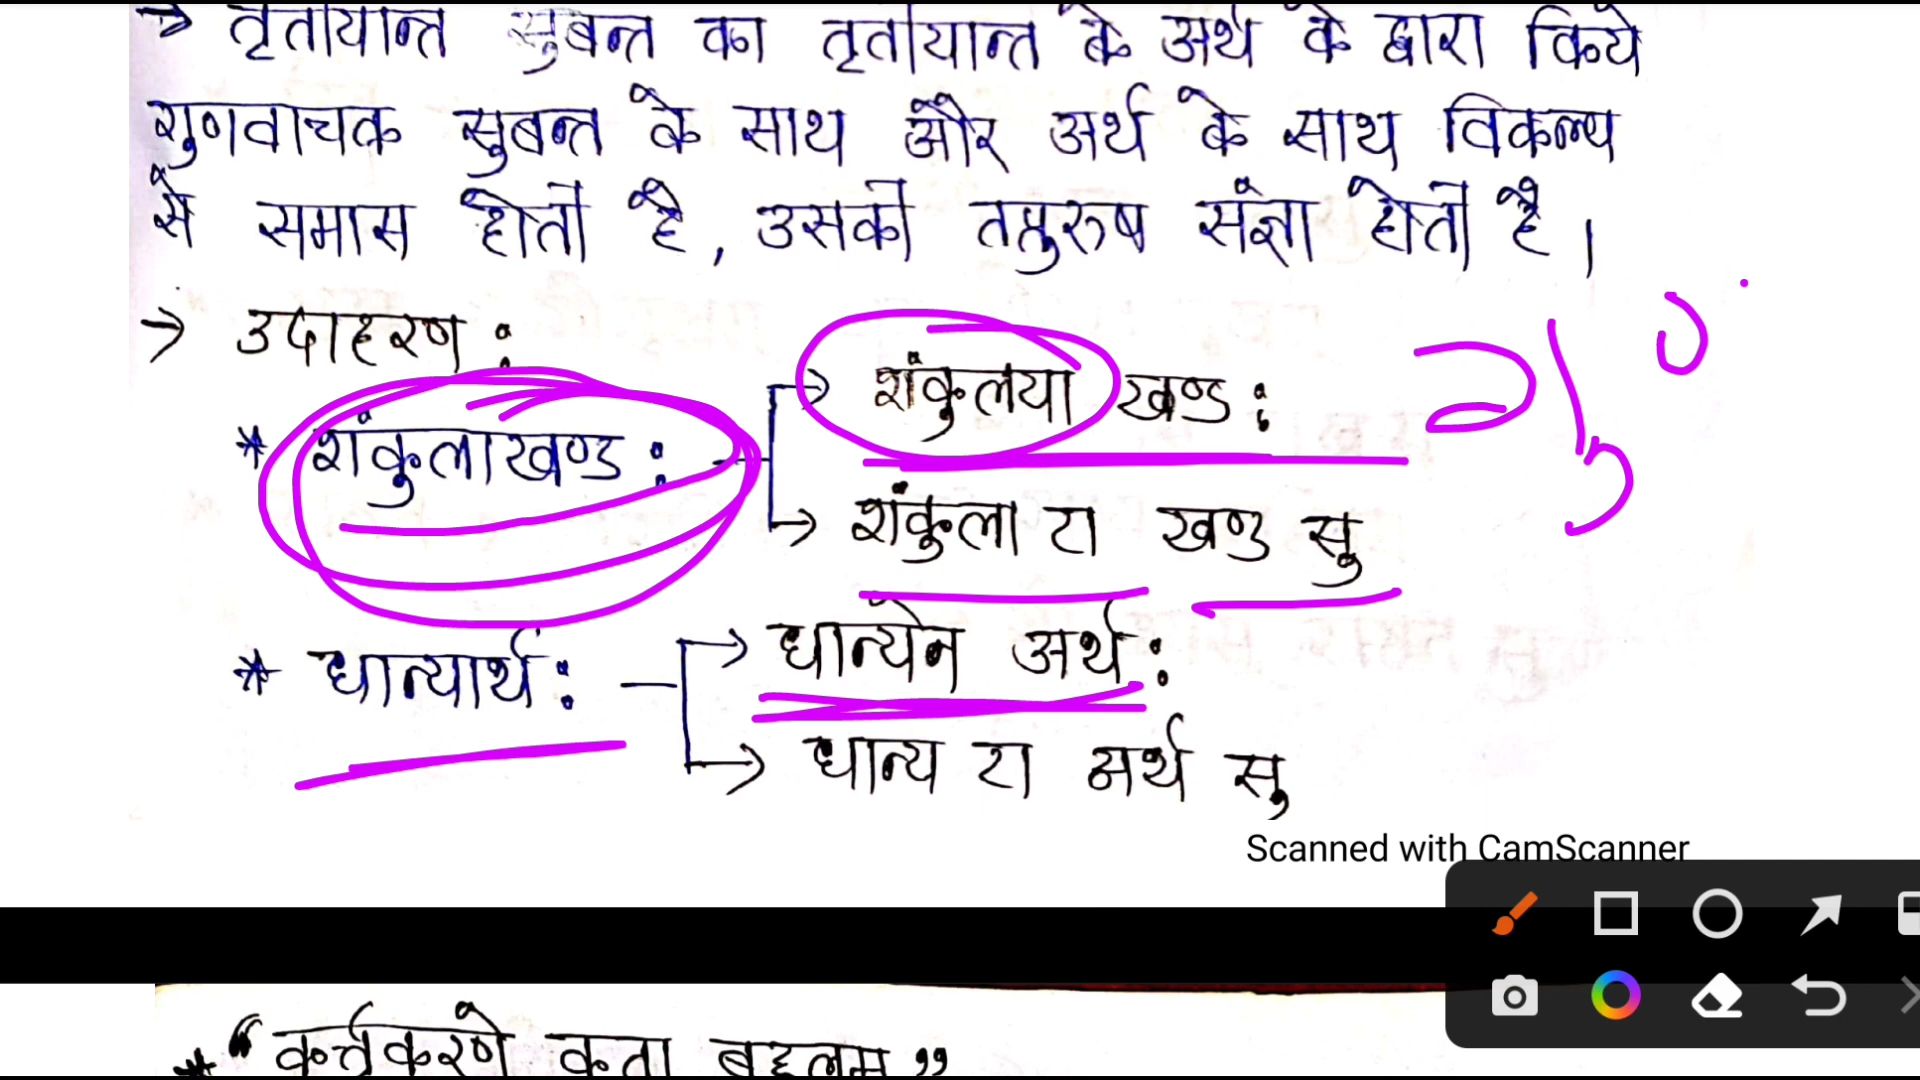 → तृतीयान्त सुबन्त का तृतीयान्त के अर्थ के द्वारा किये
गुणवाचक सुबन्त के साथ और अर्थ के साथ विकल्प
से समास होता है, उसकी तत्पुरुष संज्ञा होती है।
→ उदाहरण :
* शंकुलाखण्ड : → शंकुलया खण्ड :
→ शंकुला टा खण्ड सु
* धान्यार्थ : → धान्येन अर्थ :
→ धान्य टा अर्थ सु
Scanned with CamScanner
* “कर्त्तृकरणे कृता बहुलम”